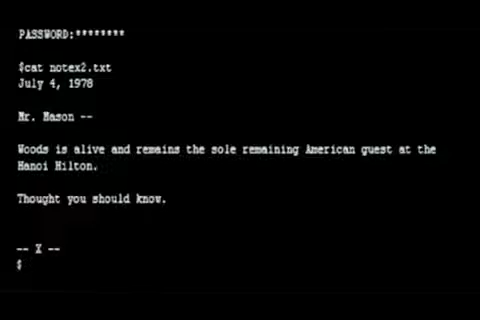 PASSWORD:********
$cat notex2.txt
July 4, 1978
Mr. Mason --
Woods is alive and remains the sole remaining American guest at the
Hanoi Hilton.
Thought you should know.
-- X --
$